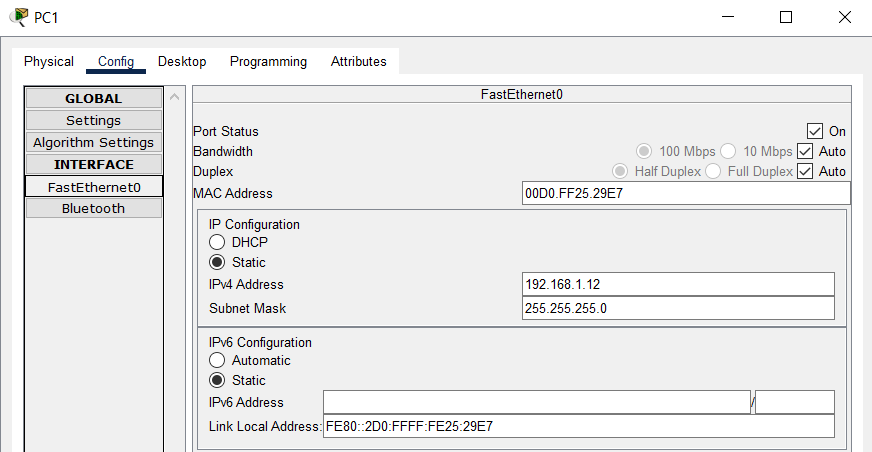 PC1
Physical Config Desktop Programming Attributes
GLOBAL
Settings
Algorithm Settings
INTERFACE
FastEthernet0
Bluetooth
FastEthernet0
Port Status On
Bandwidth 100 Mbps 10 Mbps Auto
Duplex Half Duplex Full Duplex Auto
MAC Address 00D0.FF25.29E7
IP Configuration
DHCP
Static
IPv4 Address 192.168.1.12
Subnet Mask 255.255.255.0
IPv6 Configuration
Automatic
Static
IPv6 Address /
Link Local Address: FE80::2D0:FFFF:FE25:29E7